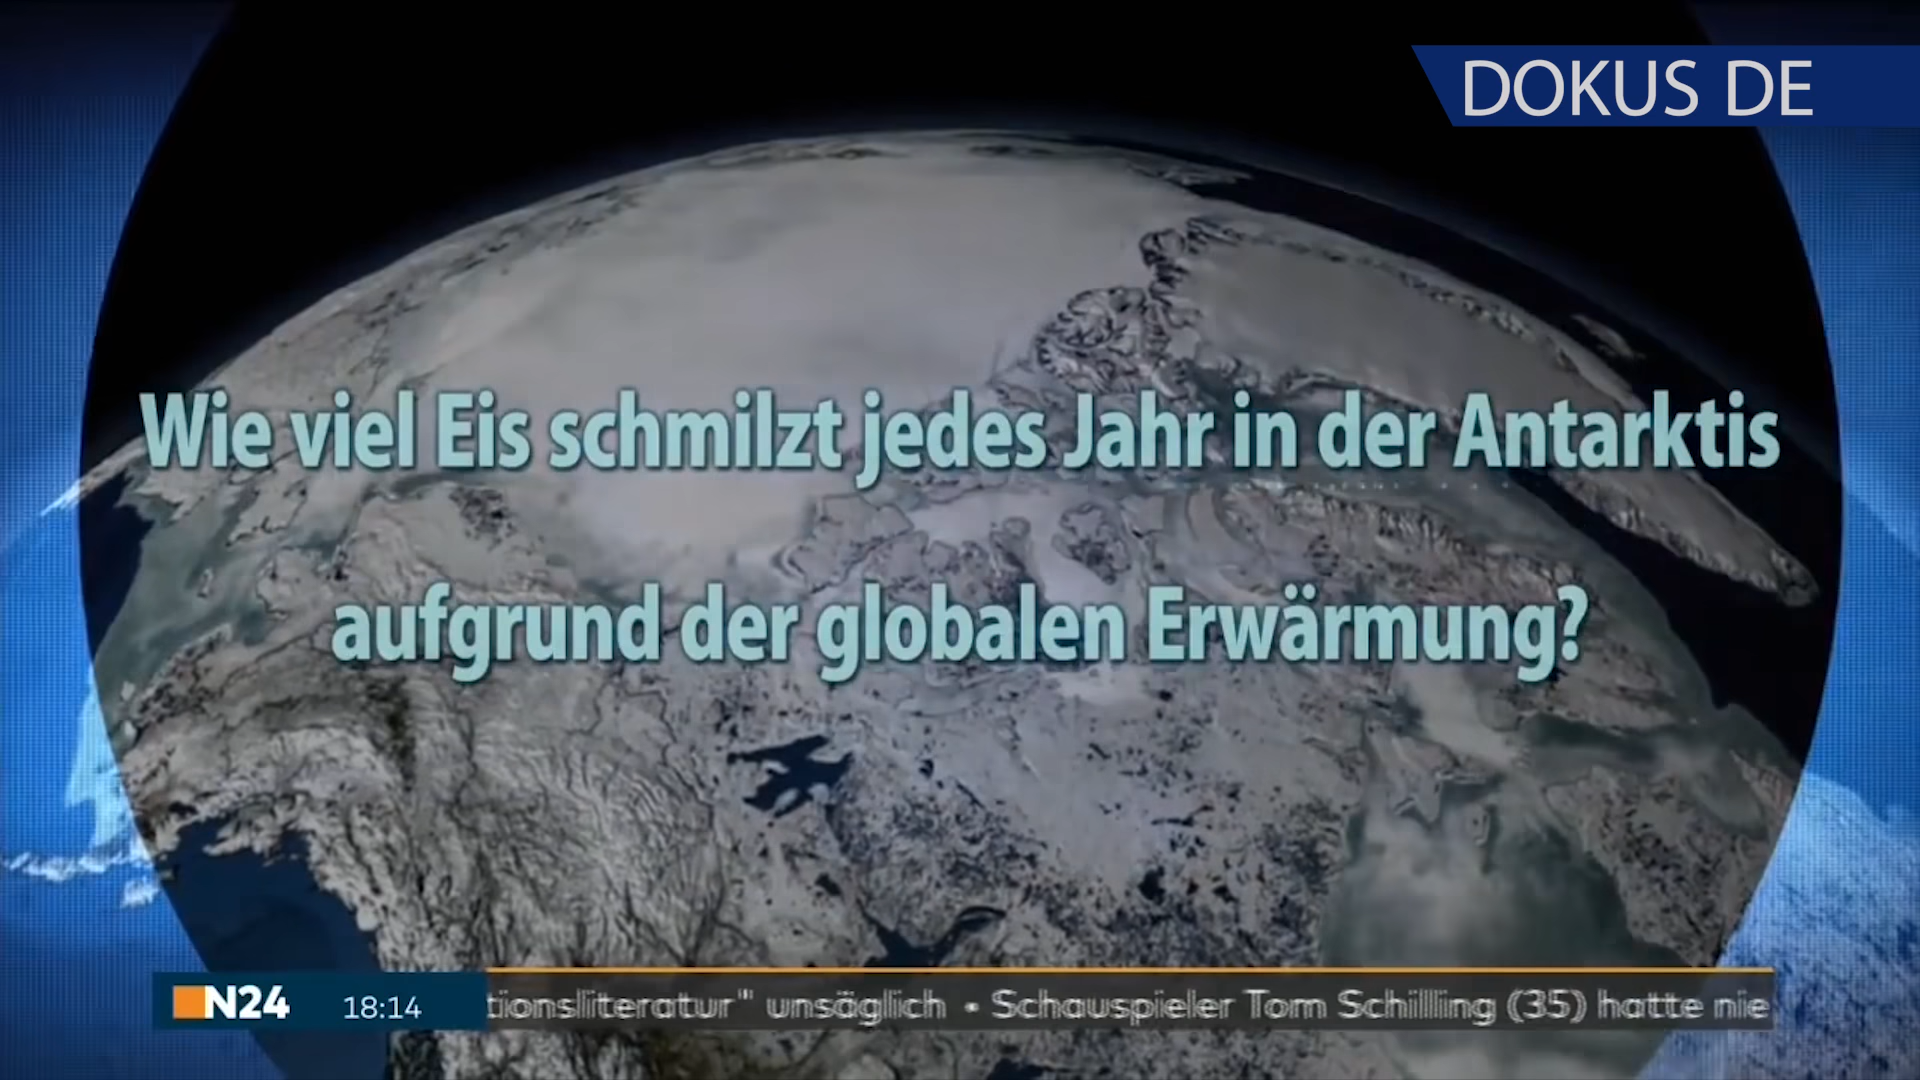 DOKUS DE
Wie viel Eis schmilzt jedes Jahr in der Antarktis
aufgrund der globalen Erwärmung?
N24 18:14 tionsliteratur" unsäglich • Schauspieler Tom Schilling (35) hatte nie